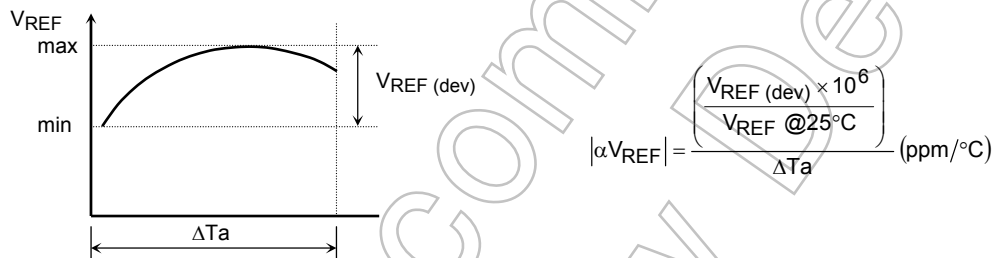 VREF
max
min
VREF (dev)
ΔTa
|αVREF| = ((VREF (dev) × 10^6 / VREF @25°C) / ΔTa) (ppm/°C)